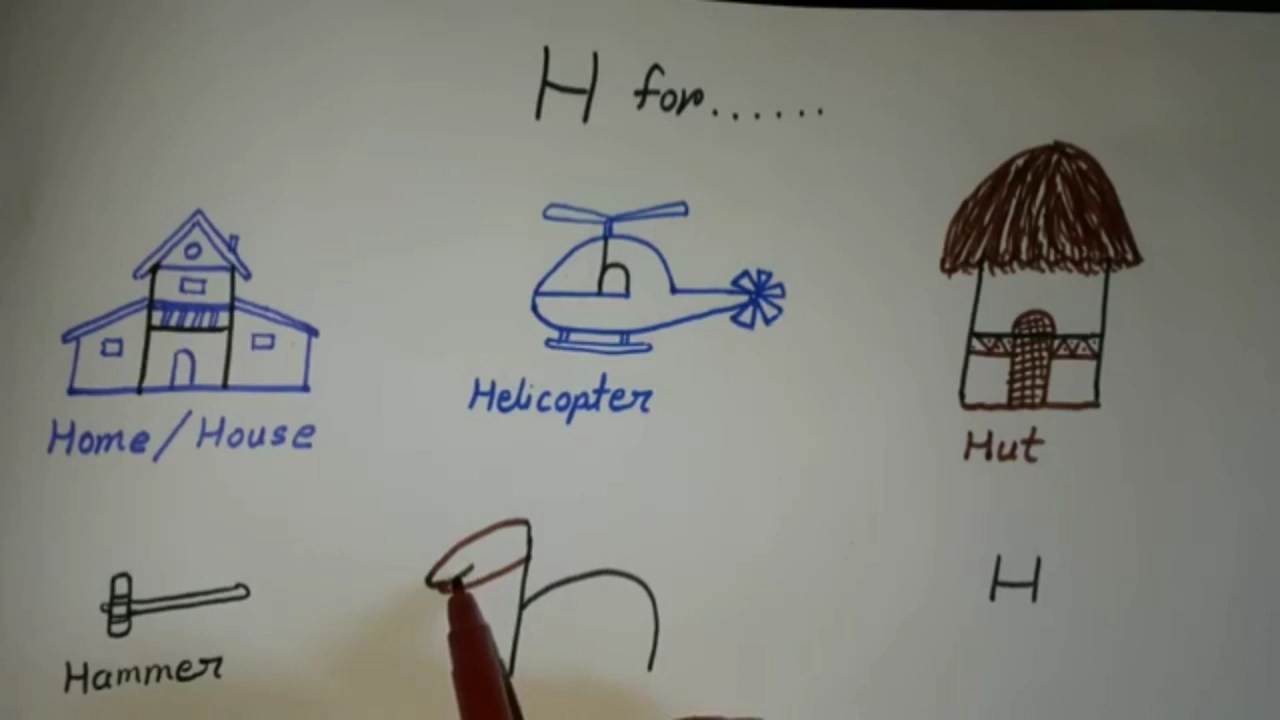 H for......
Home/House
Helicopter
Hut
Hammer
h
H